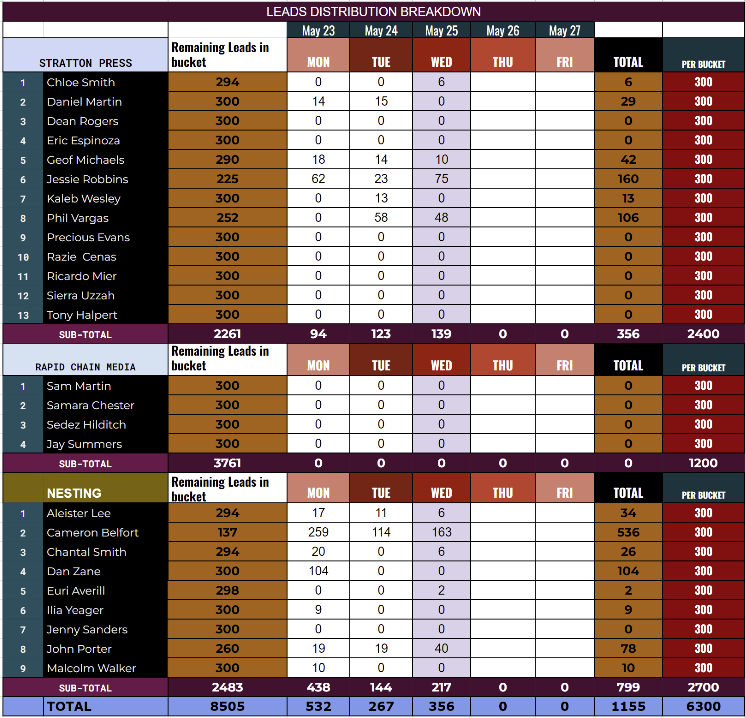 LEADS DISTRIBUTION BREAKDOWN
May 23 May 24 May 25 May 26 May 27
STRATTON PRESS Remaining Leads in bucket MON TUE WED THU FRI TOTAL PER BUCKET
1 Chloe Smith 294 0 0 6 6 300
2 Daniel Martin 300 14 15 0 29 300
3 Dean Rogers 300 0 0 0 0 300
4 Eric Espinoza 300 0 0 0 0 300
5 Geof Michaels 290 18 14 10 42 300
6 Jessie Robbins 225 62 23 75 160 300
7 Kaleb Wesley 300 0 13 0 13 300
8 Phil Vargas 252 0 58 48 106 300
9 Precious Evans 300 0 0 0 0 300
10 Razie Cenas 300 0 0 0 0 300
11 Ricardo Mier 300 0 0 0 0 300
12 Sierra Uzzah 300 0 0 0 0 300
13 Tony Halpert 300 0 0 0 0 300
SUB-TOTAL 2261 94 123 139 0 0 356 2400
RAPID CHAIN MEDIA Remaining Leads in bucket MON TUE WED THU FRI TOTAL PER BUCKET
1 Sam Martin 300 0 0 0 0 300
2 Samara Chester 300 0 0 0 0 300
3 Sedez Hilditch 300 0 0 0 0 300
4 Jay Summers 300 0 0 0 0 300
SUB-TOTAL 3761 0 0 0 0 0 0 1200
NESTING Remaining Leads in bucket MON TUE WED THU FRI TOTAL PER BUCKET
1 Aleister Lee 294 17 11 6 34 300
2 Cameron Belfort 137 259 114 163 536 300
3 Chantal Smith 294 20 0 6 26 300
4 Dan Zane 300 104 0 0 104 300
5 Euri Averill 298 0 0 2 2 300
6 Ilia Yeager 300 9 0 0 9 300
7 Jenny Sanders 300 0 0 0 0 300
8 John Porter 260 19 19 40 78 300
9 Malcolm Walker 300 10 0 0 10 300
SUB-TOTAL 2483 438 144 217 0 0 799 2700
TOTAL 8505 532 267 356 0 0 1155 6300